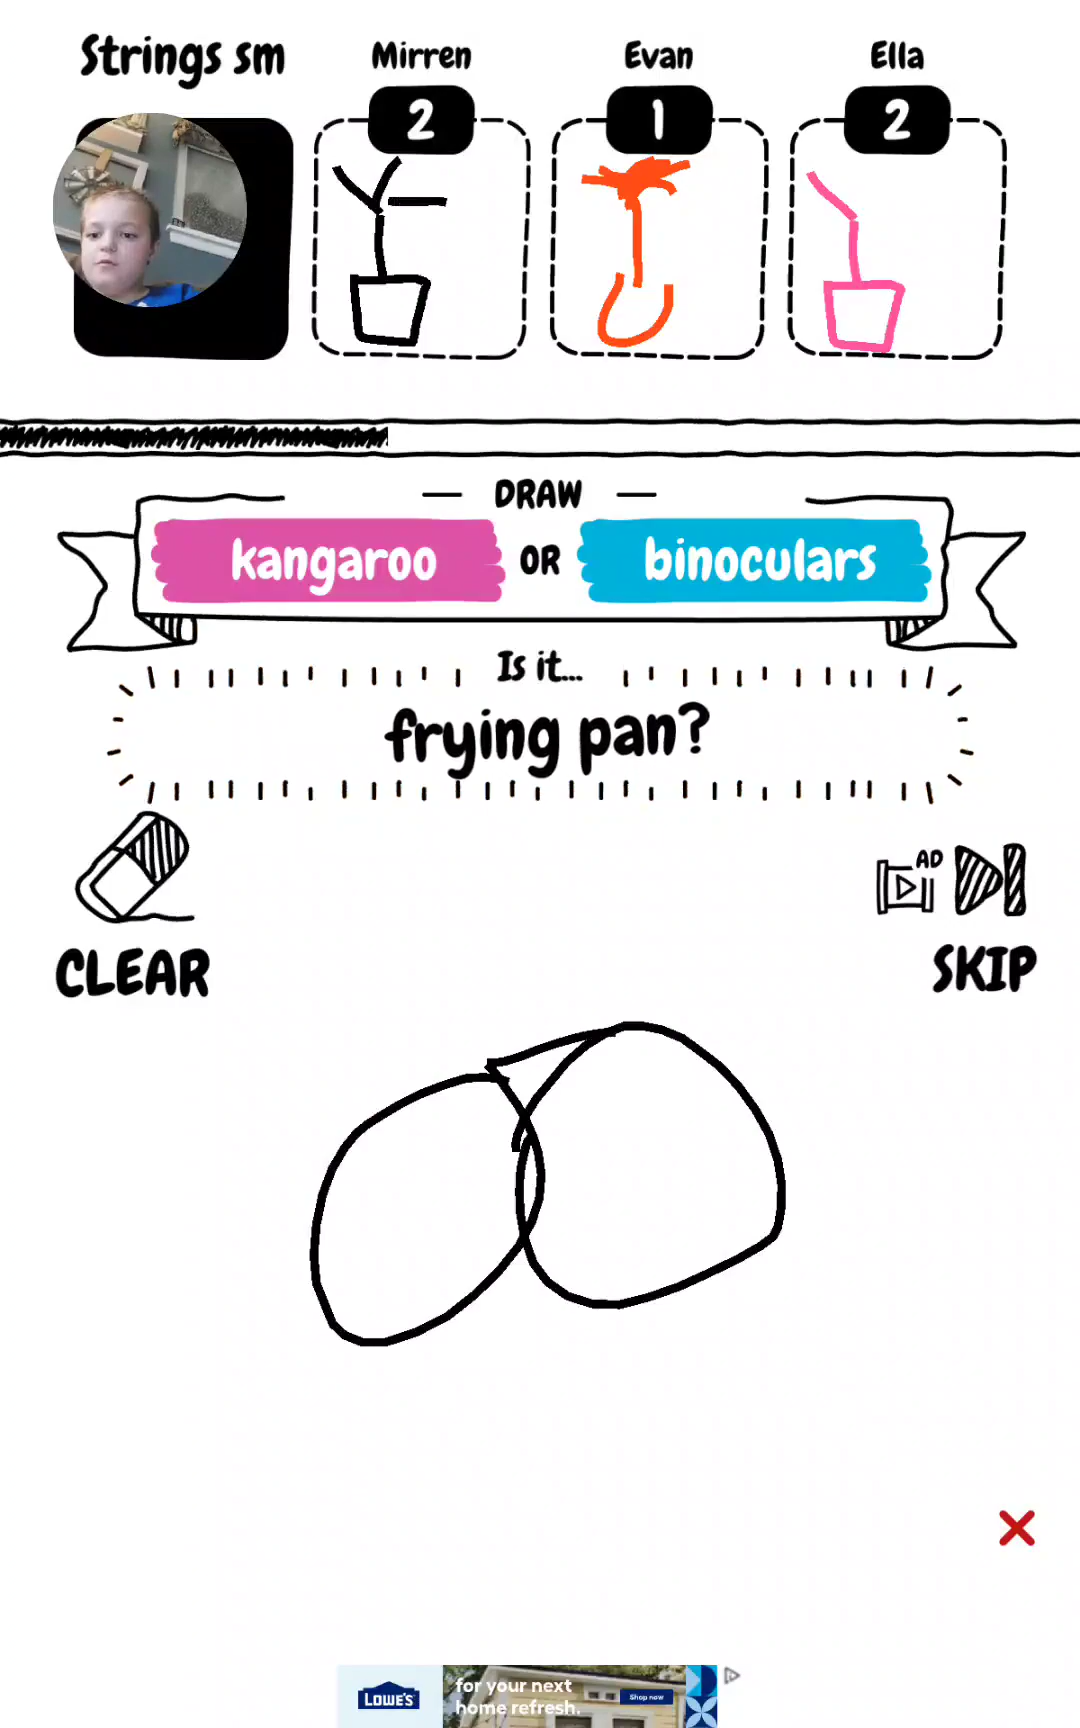 Strings sm
Mirren
Evan
Ella
2
1
2
DRAW
kangaroo OR binoculars
Is it...
frying pan?
AD
CLEAR
SKIP
LOWE'S
for your next
home refresh.
Shop now